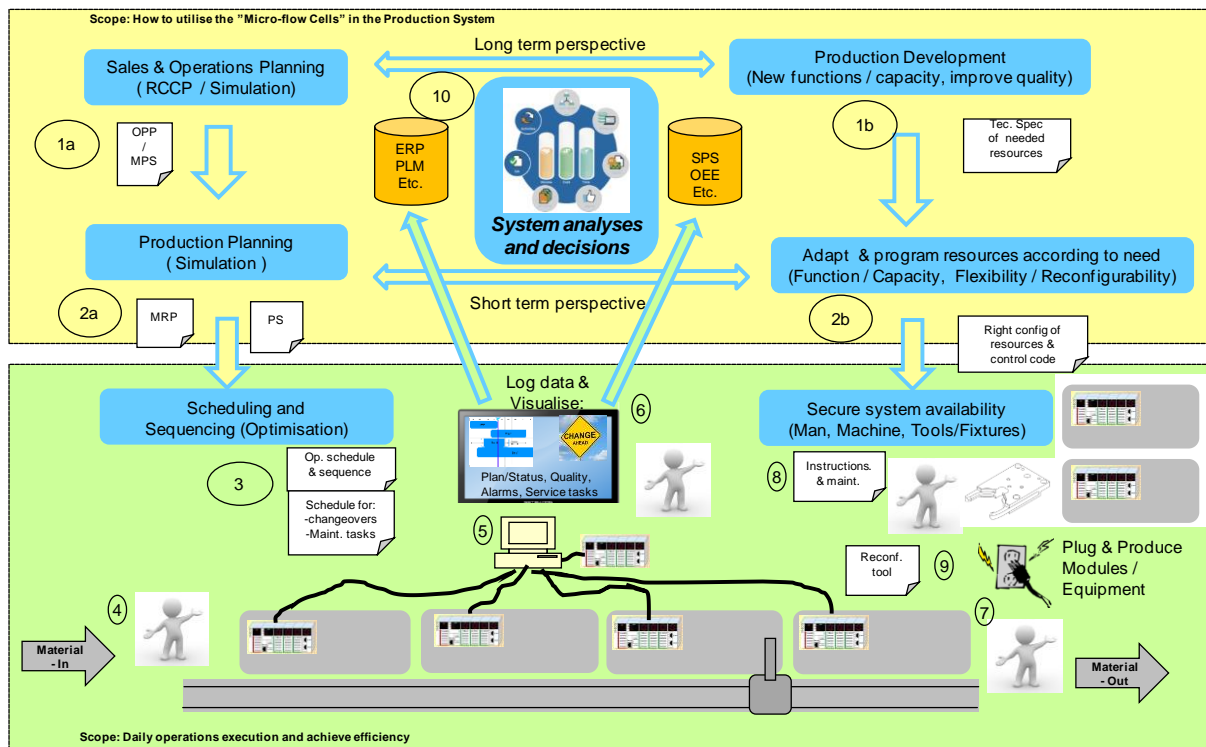 Scope: How to utilise the ”Micro-flow Cells” in the Production System
Long term perspective
Sales & Operations Planning
( RCCP / Simulation)
Production Development
(New functions / capacity, improve quality)
10
1a
OPP
/
MPS
ERP
PLM
Etc.
SPS
OEE
Etc.
1b
Tec. Spec
of needed
resources
System analyses
and decisions
Production Planning
( Simulation )
Adapt & program resources according to need
(Function / Capacity, Flexibility / Reconfigurability)
Short term perspective
2a
MRP
PS
2b
Right config of
resources &
control code
Scheduling and
Sequencing (Optimisation)
Log data &
Visualise:
6
Secure system availability
(Man, Machine, Tools/Fixtures)
CHANGE
AHEAD
Plan/Status, Quality,
Alarms, Service tasks
3
Op. schedule
& sequence
Schedule for:
-changeovers
-Maint. tasks
8
Instructions.
& maint.
5
Reconf.
tool
9
Plug & Produce
Modules /
Equipment
4
7
Material
- In
Material
- Out
Scope: Daily operations execution and achieve efficiency